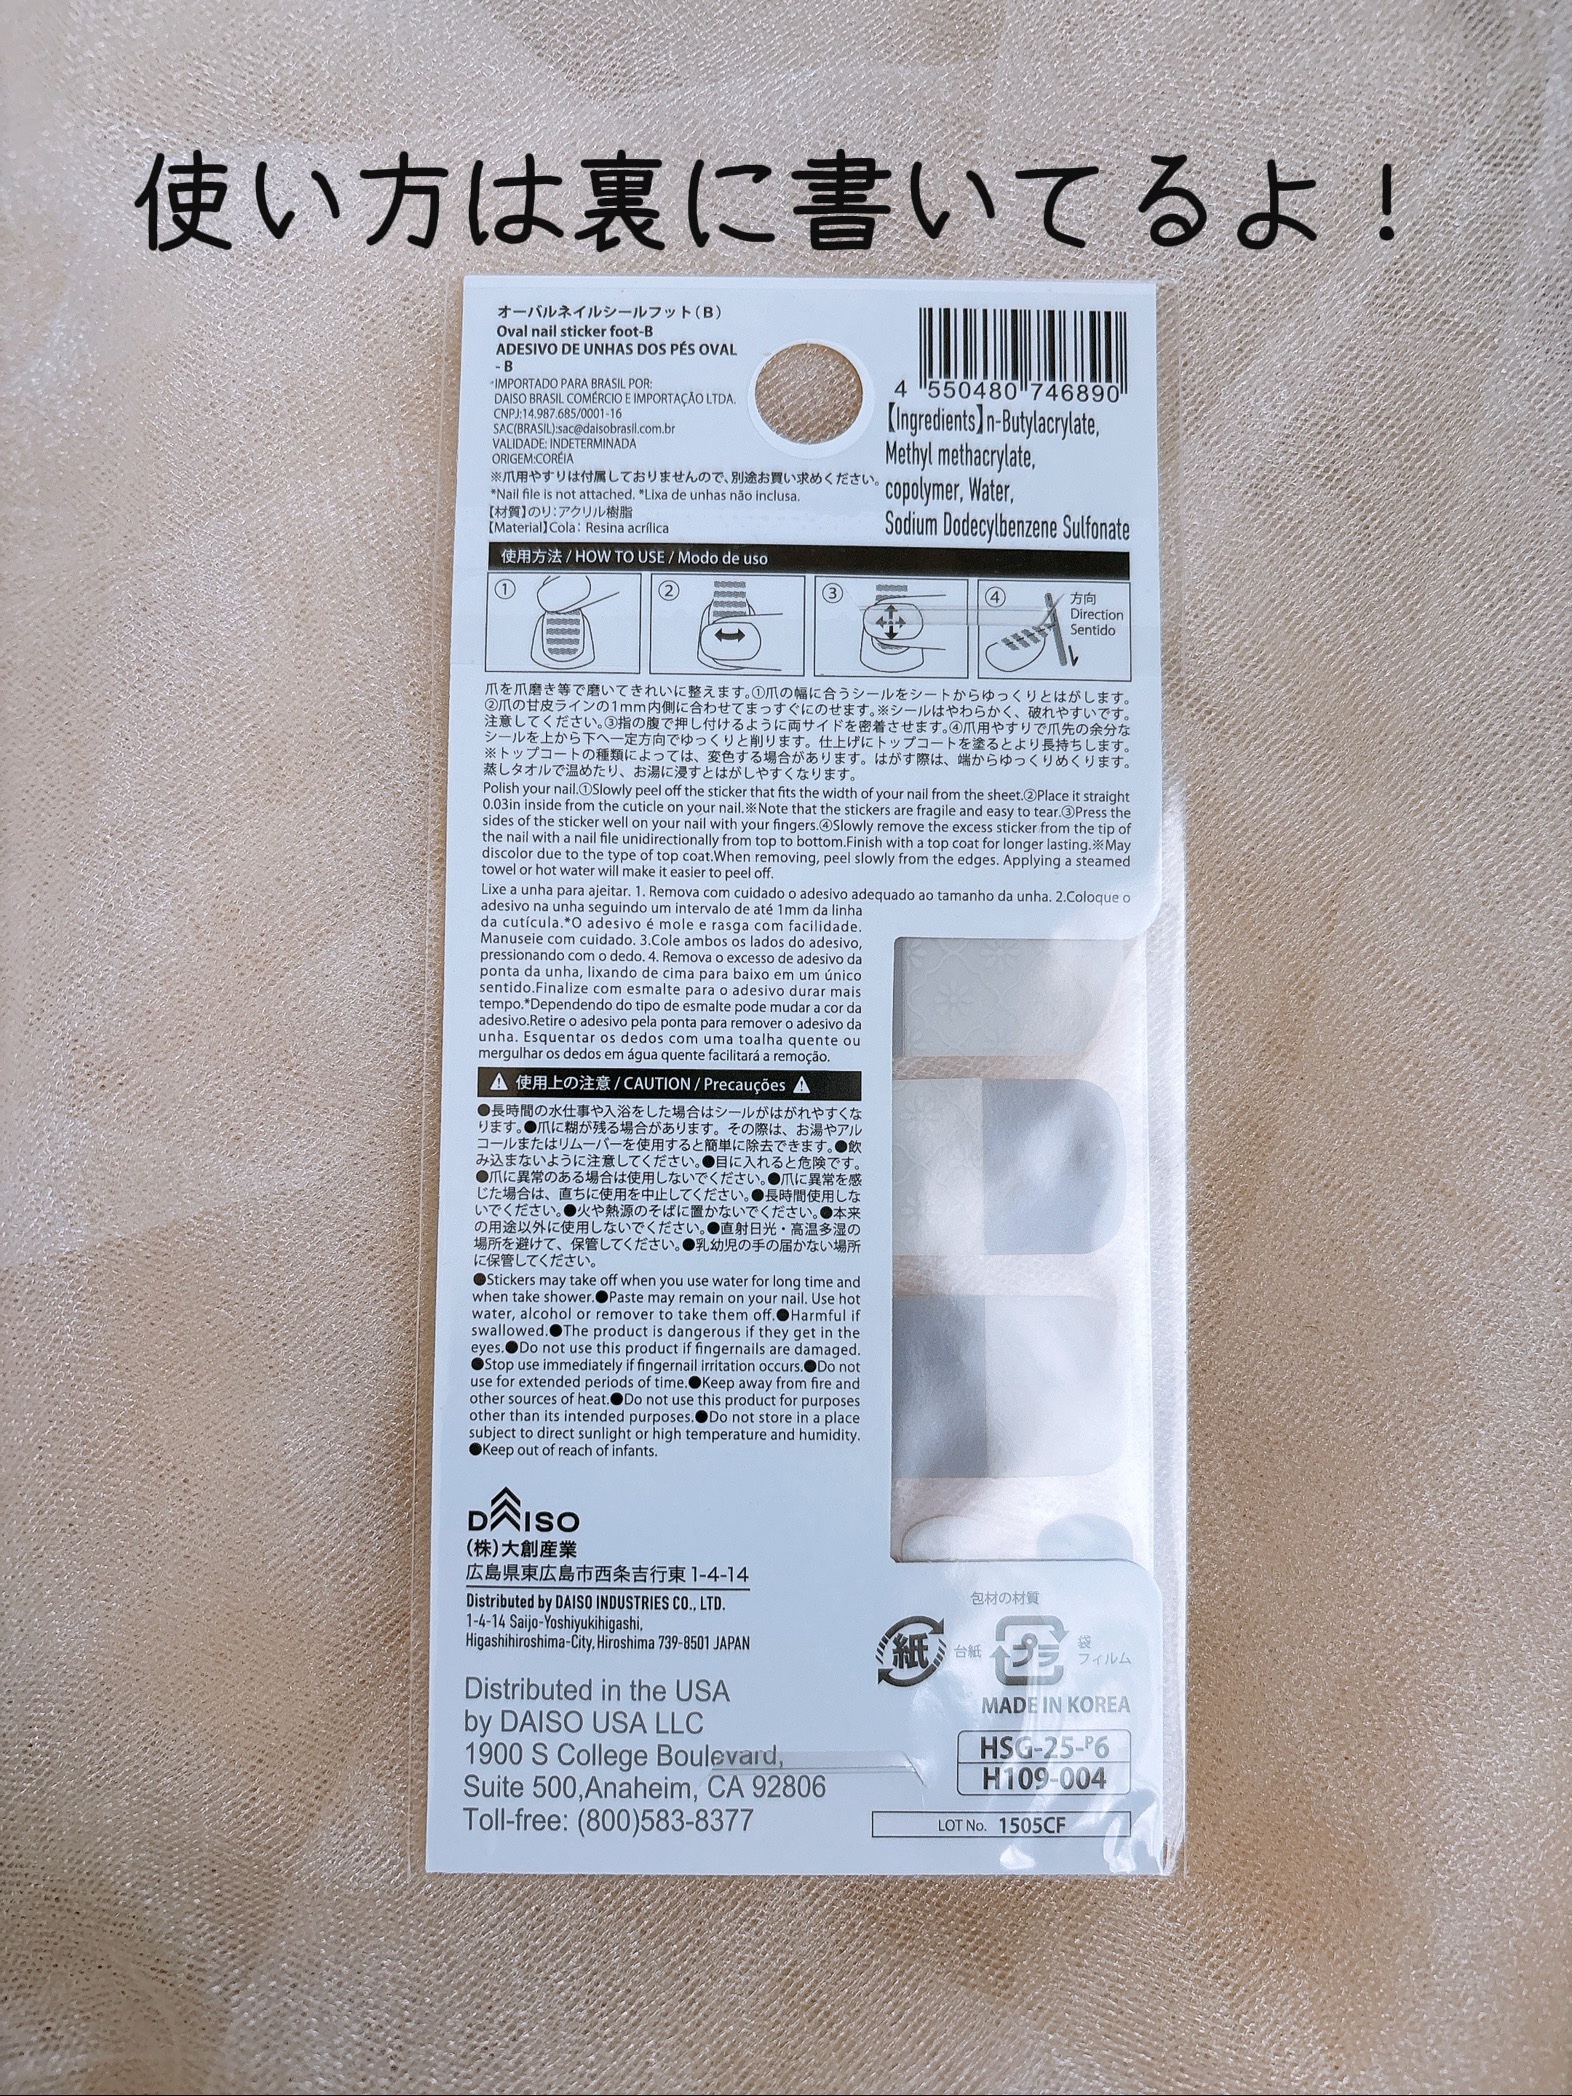 使い方は裏に書いてるよ！
オーバルネイルシールフット（B）
Oval nail sticker foot-B
ADESIVO DE UNHAS DOS PÉS OVAL
- B
*IMPORTADO PARA BRASIL POR:
DAISO BRASIL COMÉRCIO E IMPORTAÇÃO LTDA.
CNPJ:14.987.685/0001-16
SAC(BRASIL):sac@daisobrasil.com.br
VALIDADE: INDETERMINADA
ORIGEM:CORÉIA
※爪用やすりは付属しておりませんので、別途お買い求めください。
*Nail file is not attached. *Lixa de unhas não inclusa.
【材質】のり：アクリル樹脂
【Material】Cola： Resina acrílica
4 550480 746890
【Ingredients】n-Butylacrylate,
Methyl methacrylate,
copolymer, Water,
Sodium Dodecylbenzene Sulfonate
使用方法 / HOW TO USE / Modo de uso
① ② ③ ④
方向
Direction
Sentido
爪を爪磨き等で磨いてきれいに整えます。①爪の幅に合うシールをシートからゆっくりとはがします。
②爪の甘皮ラインの1mm内側に合わせてまっすぐにのせます。※シールはやわらかく、破れやすいです。
注意してください。③指の腹で押し付けるように両サイドを密着させます。④爪用やすりで爪先の余分な
シールを上から下へ一定方向でゆっくりと削ります。仕上げにトップコートを塗るとより長持ちします。
※トップコートの種類によっては、変色する場合があります。はがす際は、端からゆっくりめくります。
蒸しタオルで温めたり、お湯に浸すとはがしやすくなります。
Polish your nail.①Slowly peel off the sticker that fits the width of your nail from the sheet.②Place it straight
0.03in inside from the cuticle on your nail.※Note that the stickers are fragile and easy to tear.③Press the
sides of the sticker well on your nail with your fingers.④Slowly remove the excess sticker from the tip of
the nail with a nail file unidirectionally from top to bottom.Finish with a top coat for longer lasting.※May
discolor due to the type of top coat.When removing, peel slowly from the edges. Applying a steamed
towel or hot water will make it easier to peel off.
Lixe a unha para ajeitar. 1. Remova com cuidado o adesivo adequado ao tamanho da unha. 2.Coloque o
adesivo na unha seguindo um intervalo de até 1mm da linha
da cutícula.*O adesivo é mole e rasga com facilidade.
Manuseie com cuidado. 3.Cole ambos os lados do adesivo,
pressionando com o dedo. 4. Remova o excesso de adesivo da
ponta da unha, lixando de cima para baixo em um único
sentido.Finalize com esmalte para o adesivo durar mais
tempo.*Dependendo do tipo de esmalte pode mudar a cor da
adesivo.Retire o adesivo pela ponta para remover o adesivo da
unha. Esquentar os dedos com uma toalha quente ou
mergulhar os dedos em água quente facilitará a remoção.
使用上の注意 / CAUTION / Precauções
●長時間の水仕事や入浴をした場合はシールがはがれやすくな
ります。●爪に糊が残る場合があります。その際は、お湯やアル
コールまたはリムーバーを使用すると簡単に除去できます。●飲
み込まないように注意してください。●目に入れると危険です。
●爪に異常のある場合は使用しないでください。●爪に異常を感
じた場合は、直ちに使用を中止してください。●長時間使用しな
いでください。●火や熱源のそばに置かないでください。●本来
の用途以外に使用しないでください。●直射日光・高温多湿の
場所を避けて、保管してください。●乳幼児の手の届かない場所
に保管してください。
●Stickers may take off when you use water for long time and
when take shower.●Paste may remain on your nail. Use hot
water, alcohol or remover to take them off.●Harmful if
swallowed.●The product is dangerous if they get in the
eyes.●Do not use this product if fingernails are damaged.
●Stop use immediately if fingernail irritation occurs.●Do not
use for extended periods of time.●Keep away from fire and
other sources of heat.●Do not use this product for purposes
other than its intended purposes.●Do not store in a place
subject to direct sunlight or high temperature and humidity.
●Keep out of reach of infants.
DAISO
(株)大創産業
広島県東広島市西条吉行東1-4-14
Distributed by DAISO INDUSTRIES CO., LTD.
1-4-14 Saijo-Yoshiyukihigashi,
Higashihiroshima-City, Hiroshima 739-8501 JAPAN
Distributed in the USA
by DAISO USA LLC
1900 S College Boulevard,
Suite 500,Anaheim, CA 92806
Toll-free: (800)583-8377
包材の材質
紙 台紙 プラ 袋
フィルム
MADE IN KOREA
HSG-25-P6
H109-004
LOT No. 1505CF